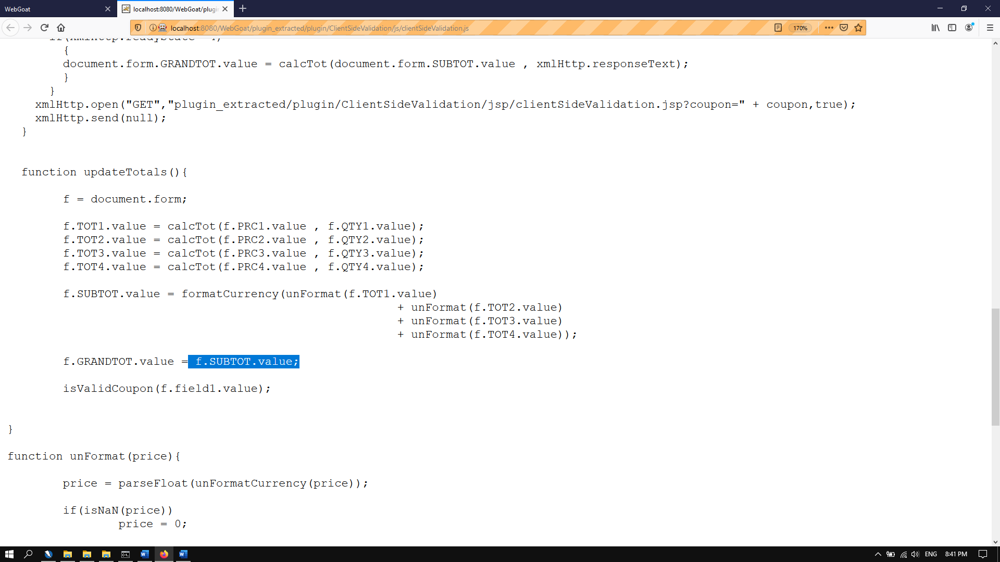 WebGoat
localhost:8080/WebGoat/plugin
localhost:8080/WebGoat/plugin_extracted/plugin/ClientSideValidation/js/clientSideValidation.js
170%
{
document.form.GRANDTOT.value = calcTot(document.form.SUBTOT.value , xmlHttp.responseText);
}
}
xmlHttp.open("GET","plugin_extracted/plugin/ClientSideValidation/jsp/clientSideValidation.jsp?coupon=" + coupon,true);
xmlHttp.send(null);
}
function updateTotals(){
f = document.form;
f.TOT1.value = calcTot(f.PRC1.value , f.QTY1.value);
f.TOT2.value = calcTot(f.PRC2.value , f.QTY2.value);
f.TOT3.value = calcTot(f.PRC3.value , f.QTY3.value);
f.TOT4.value = calcTot(f.PRC4.value , f.QTY4.value);
f.SUBTOT.value = formatCurrency(unFormat(f.TOT1.value)
+ unFormat(f.TOT2.value)
+ unFormat(f.TOT3.value)
+ unFormat(f.TOT4.value));
f.GRANDTOT.value = f.SUBTOT.value;
isValidCoupon(f.field1.value);
}
function unFormat(price){
price = parseFloat(unFormatCurrency(price));
if(isNaN(price))
price = 0;
ENG
8:41 PM